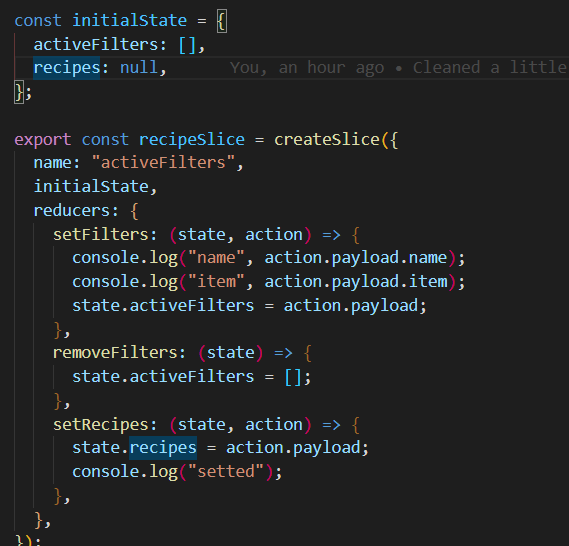 const initialState = {
  activeFilters: [],
  recipes: null,     You, an hour ago • Cleaned a little
};

export const recipeSlice = createSlice({
  name: "activeFilters",
  initialState,
  reducers: {
    setFilters: (state, action) => {
      console.log("name", action.payload.name);
      console.log("item", action.payload.item);
      state.activeFilters = action.payload;
    },
    removeFilters: (state) => {
      state.activeFilters = [];
    },
    setRecipes: (state, action) => {
      state.recipes = action.payload;
      console.log("setted");
    },
  },
});